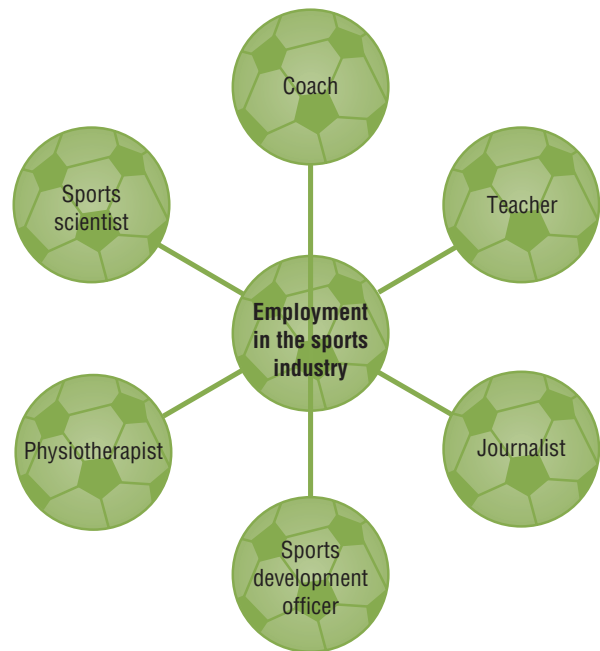 Coach
Sports
scientist
Teacher
Employment
in the sports
industry
Physiotherapist
Journalist
Sports
development
officer